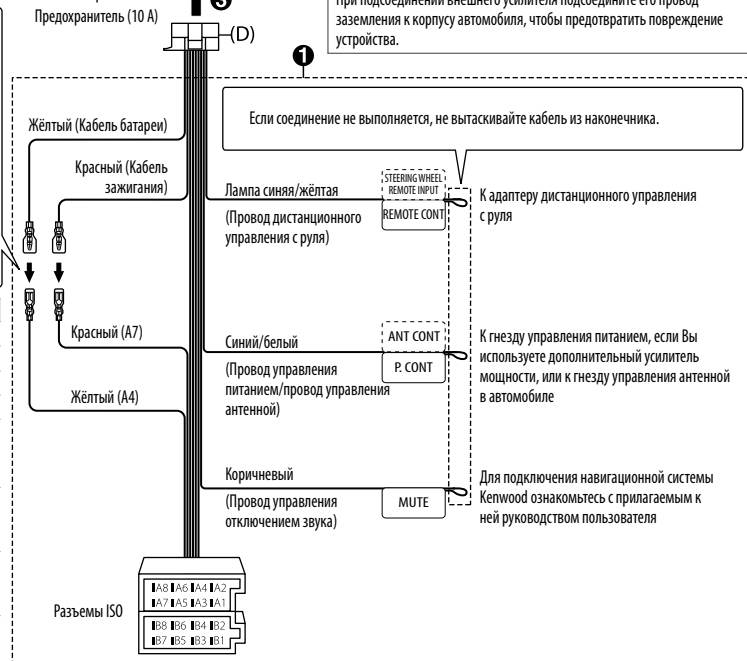 При подсоединении внешнего усилителя подсоедините его провод
заземления к корпусу автомобиля, чтобы предотвратить повреждение
устройства.
Предохранитель (10 A)
3
(D)
1
Если соединение не выполняется, не вытаскивайте кабель из наконечника.
Жёлтый (Кабель батареи)
Красный (Кабель
зажигания)
Лампа синяя/жёлтая
(Провод дистанционного
управления с руля)
STEERING WHEEL
REMOTE INPUT
REMOTE CONT
К адаптеру дистанционного управления
с руля
Красный (A7)
Жёлтый (A4)
Синий/белый
(Провод управления
питанием/провод управления
антенной)
ANT CONT
P. CONT
К гнезду управления питанием, если Вы
используете дополнительный усилитель
мощности, или к гнезду управления антенной
в автомобиле
Коричневый
(Провод управления
отключением звука)
MUTE
Для подключения навигационной системы
Kenwood ознакомьтесь с прилагаемым к
ней руководством пользователя
Разъемы ISO
A8 A6 A4 A2
A7 A5 A3 A1
B8 B6 B4 B2
B7 B5 B3 B1